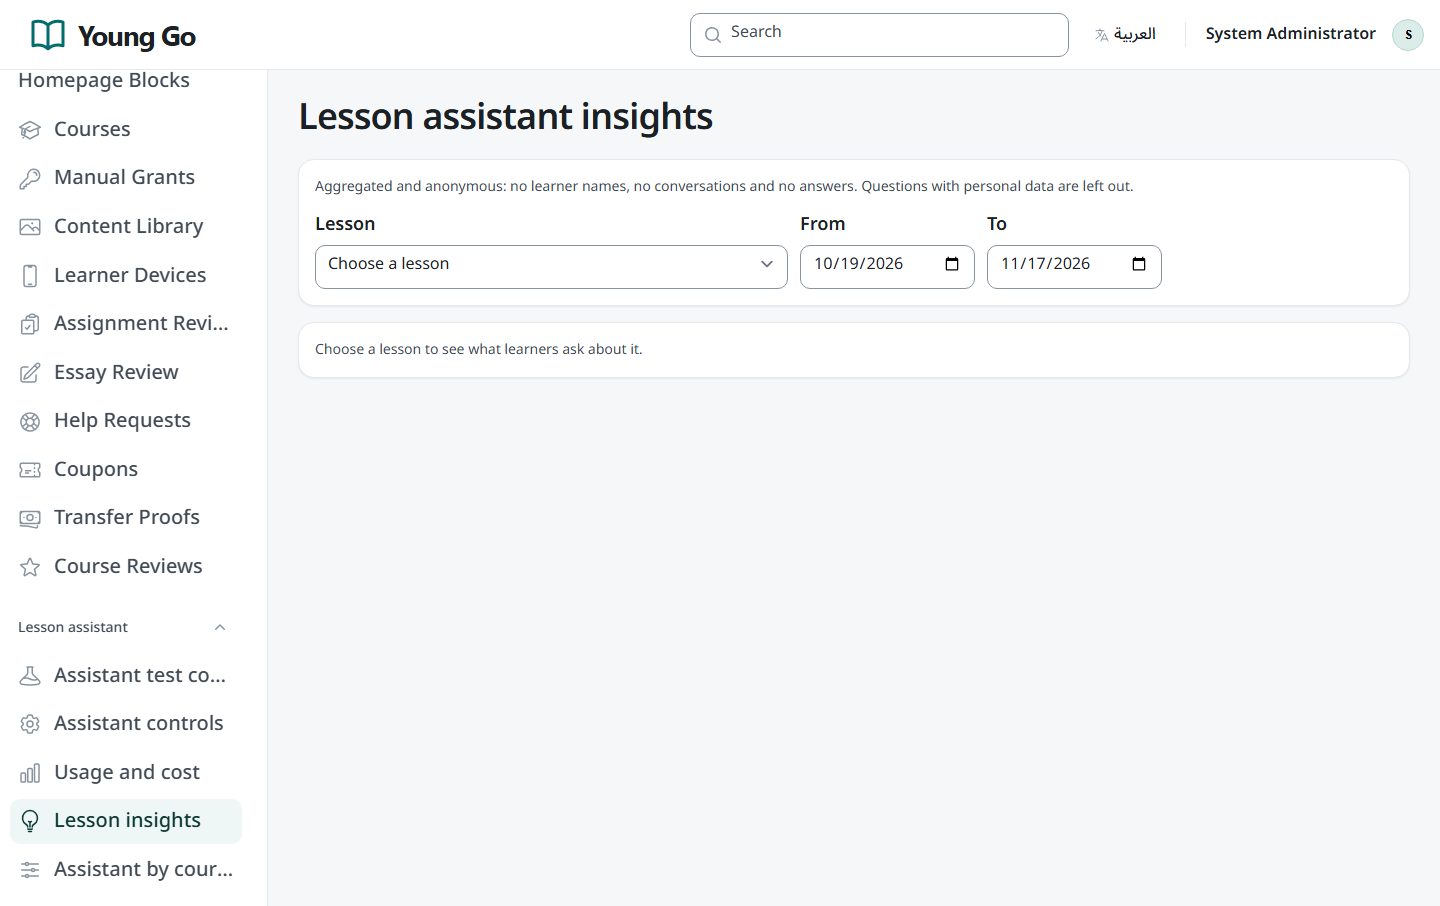 Young Go
Search
العربية
System Administrator
S
Homepage Blocks
Courses
Manual Grants
Content Library
Learner Devices
Assignment Revi...
Essay Review
Help Requests
Coupons
Transfer Proofs
Course Reviews
Lesson assistant
Assistant test co...
Assistant controls
Usage and cost
Lesson insights
Assistant by cour...
Lesson assistant insights
Aggregated and anonymous: no learner names, no conversations and no answers. Questions with personal data are left out.
Lesson From To
Choose a lesson 10/19/2026 11/17/2026
Choose a lesson to see what learners ask about it.